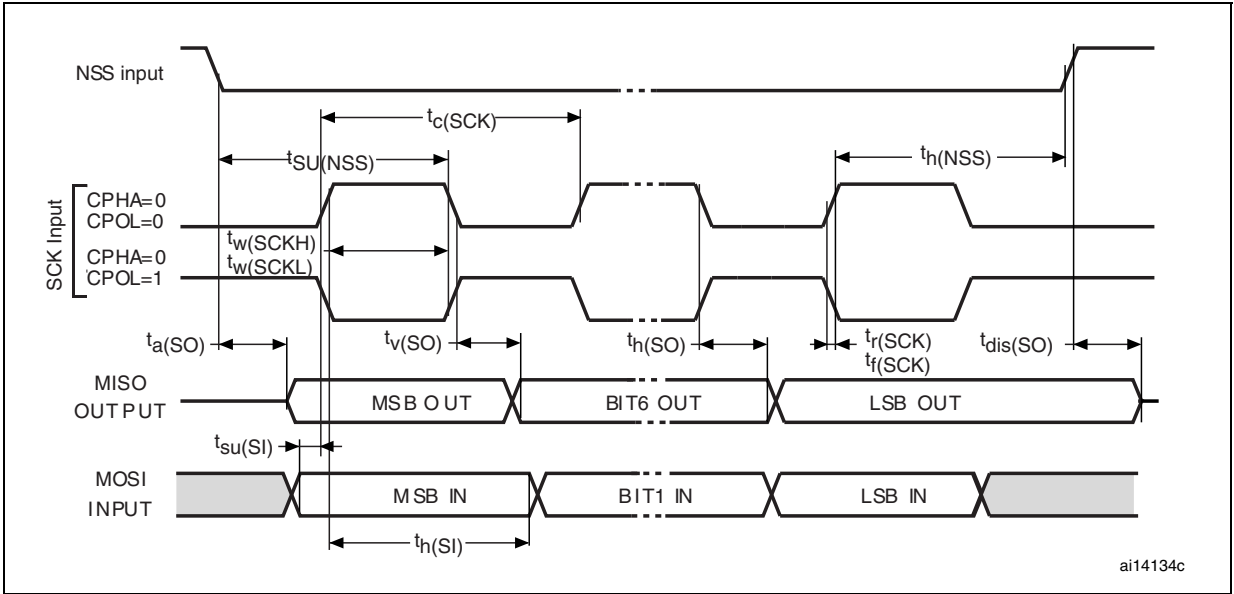 NSS input
tc(SCK)
tSU(NSS)
th(NSS)
SCK Input
CPHA=0
CPOL=0
tw(SCKH)
CPHA=0
tw(SCKL)
CPOL=1
ta(SO)
tv(SO)
th(SO)
tr(SCK)
tf(SCK)
tdis(SO)
MISO
OUTPUT
MSB OUT
BIT6 OUT
LSB OUT
tsu(SI)
MOSI
INPUT
MSB IN
BIT1 IN
LSB IN
th(SI)
ai14134c